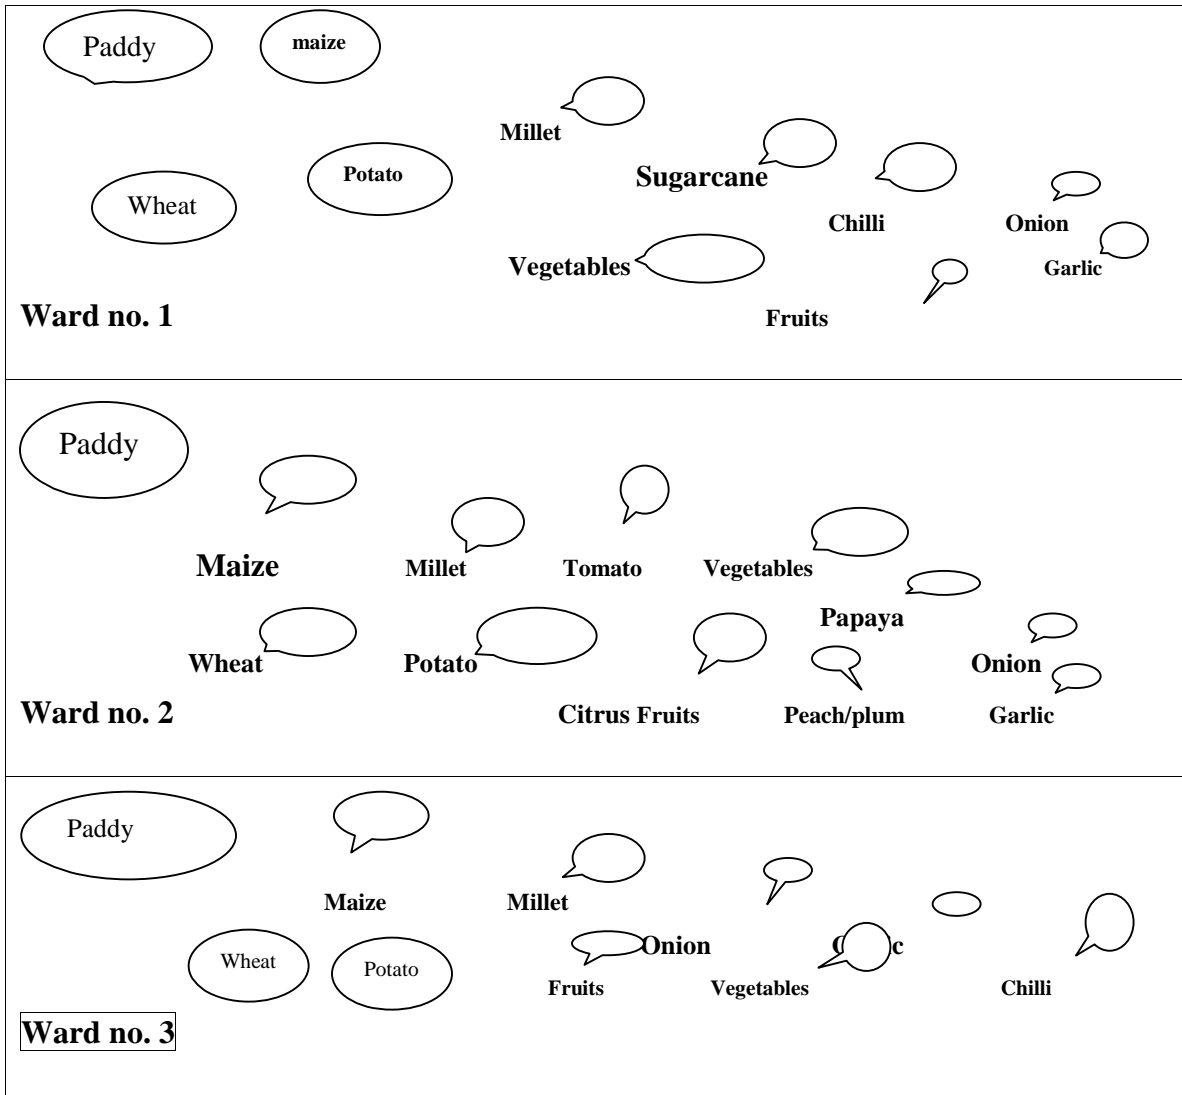 Paddy
maize
Millet
Potato
Sugarcane
Wheat
Chilli
Onion
Vegetables
Garlic
Fruits
Ward no. 1
Paddy
Maize
Millet
Tomato
Vegetables
Papaya
Wheat
Potato
Onion
Ward no. 2
Citrus Fruits
Peach/plum
Garlic
Paddy
Maize
Millet
Onion
Wheat
Potato
Fruits
Vegetables
Chilli
Ward no. 3